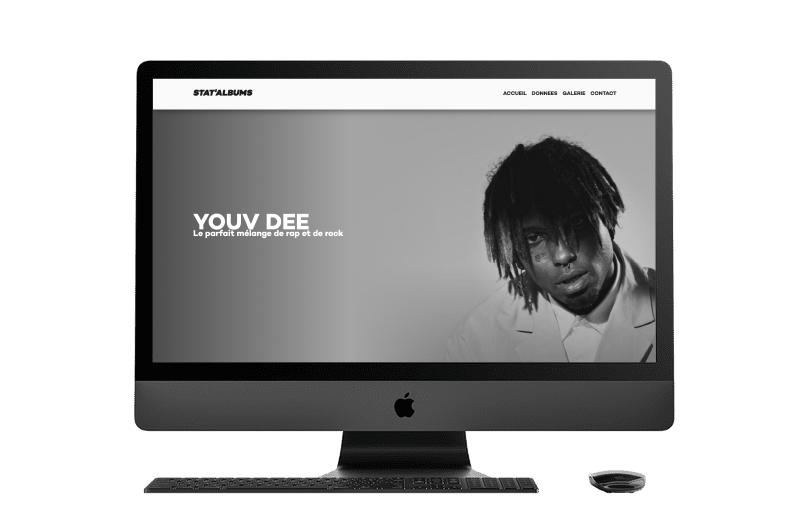 STAT'ALBUMS
ACCUEIL DONNEES GALERIE CONTACT
YOUV DEE
Le parfait mélange de rap et de rock